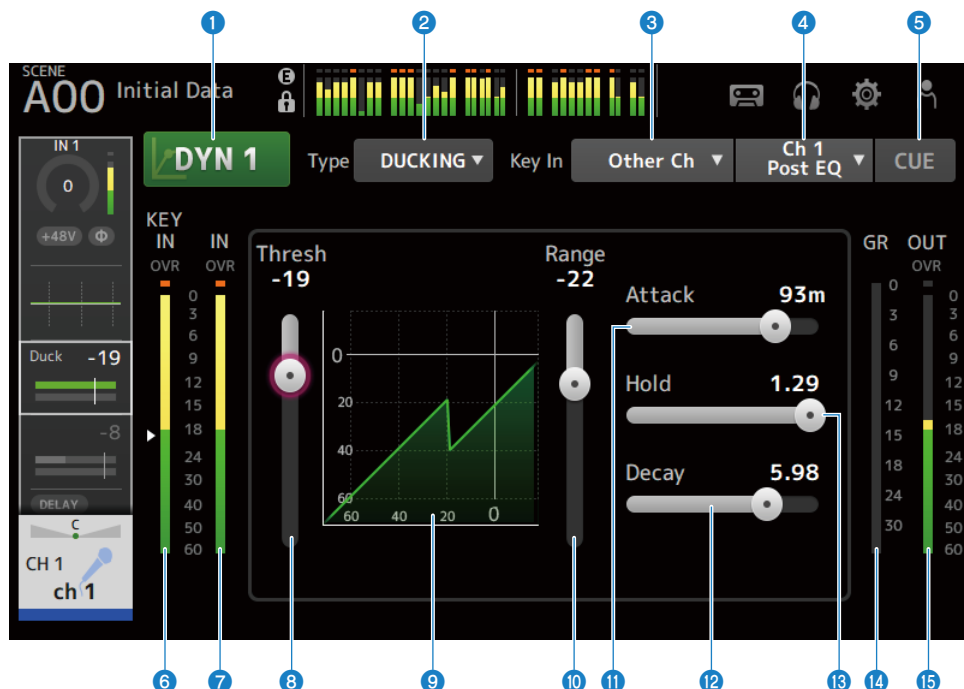 1 2 3 4 5
SCENE
A00 Initial Data
E
IN 1
0
+48V Φ
Duck -19
-8
DELAY
C
CH 1
ch 1
DYN 1
Type DUCKING ▼ Key In Other Ch ▼ Ch 1 Post EQ ▼ CUE
KEY
IN IN
OVR OVR
0
3
6
9
12
15
18
24
30
40
50
60
Thresh
-19
0
20
40
60
60 40 20 0
Range
-22
Attack 93m
Hold 1.29
Decay 5.98
GR OUT
OVR
0
3
6
9
12
15
18
24
30
0
3
6
9
12
15
18
24
30
40
50
60
6 7 8 9 10 11 12 13 14 15